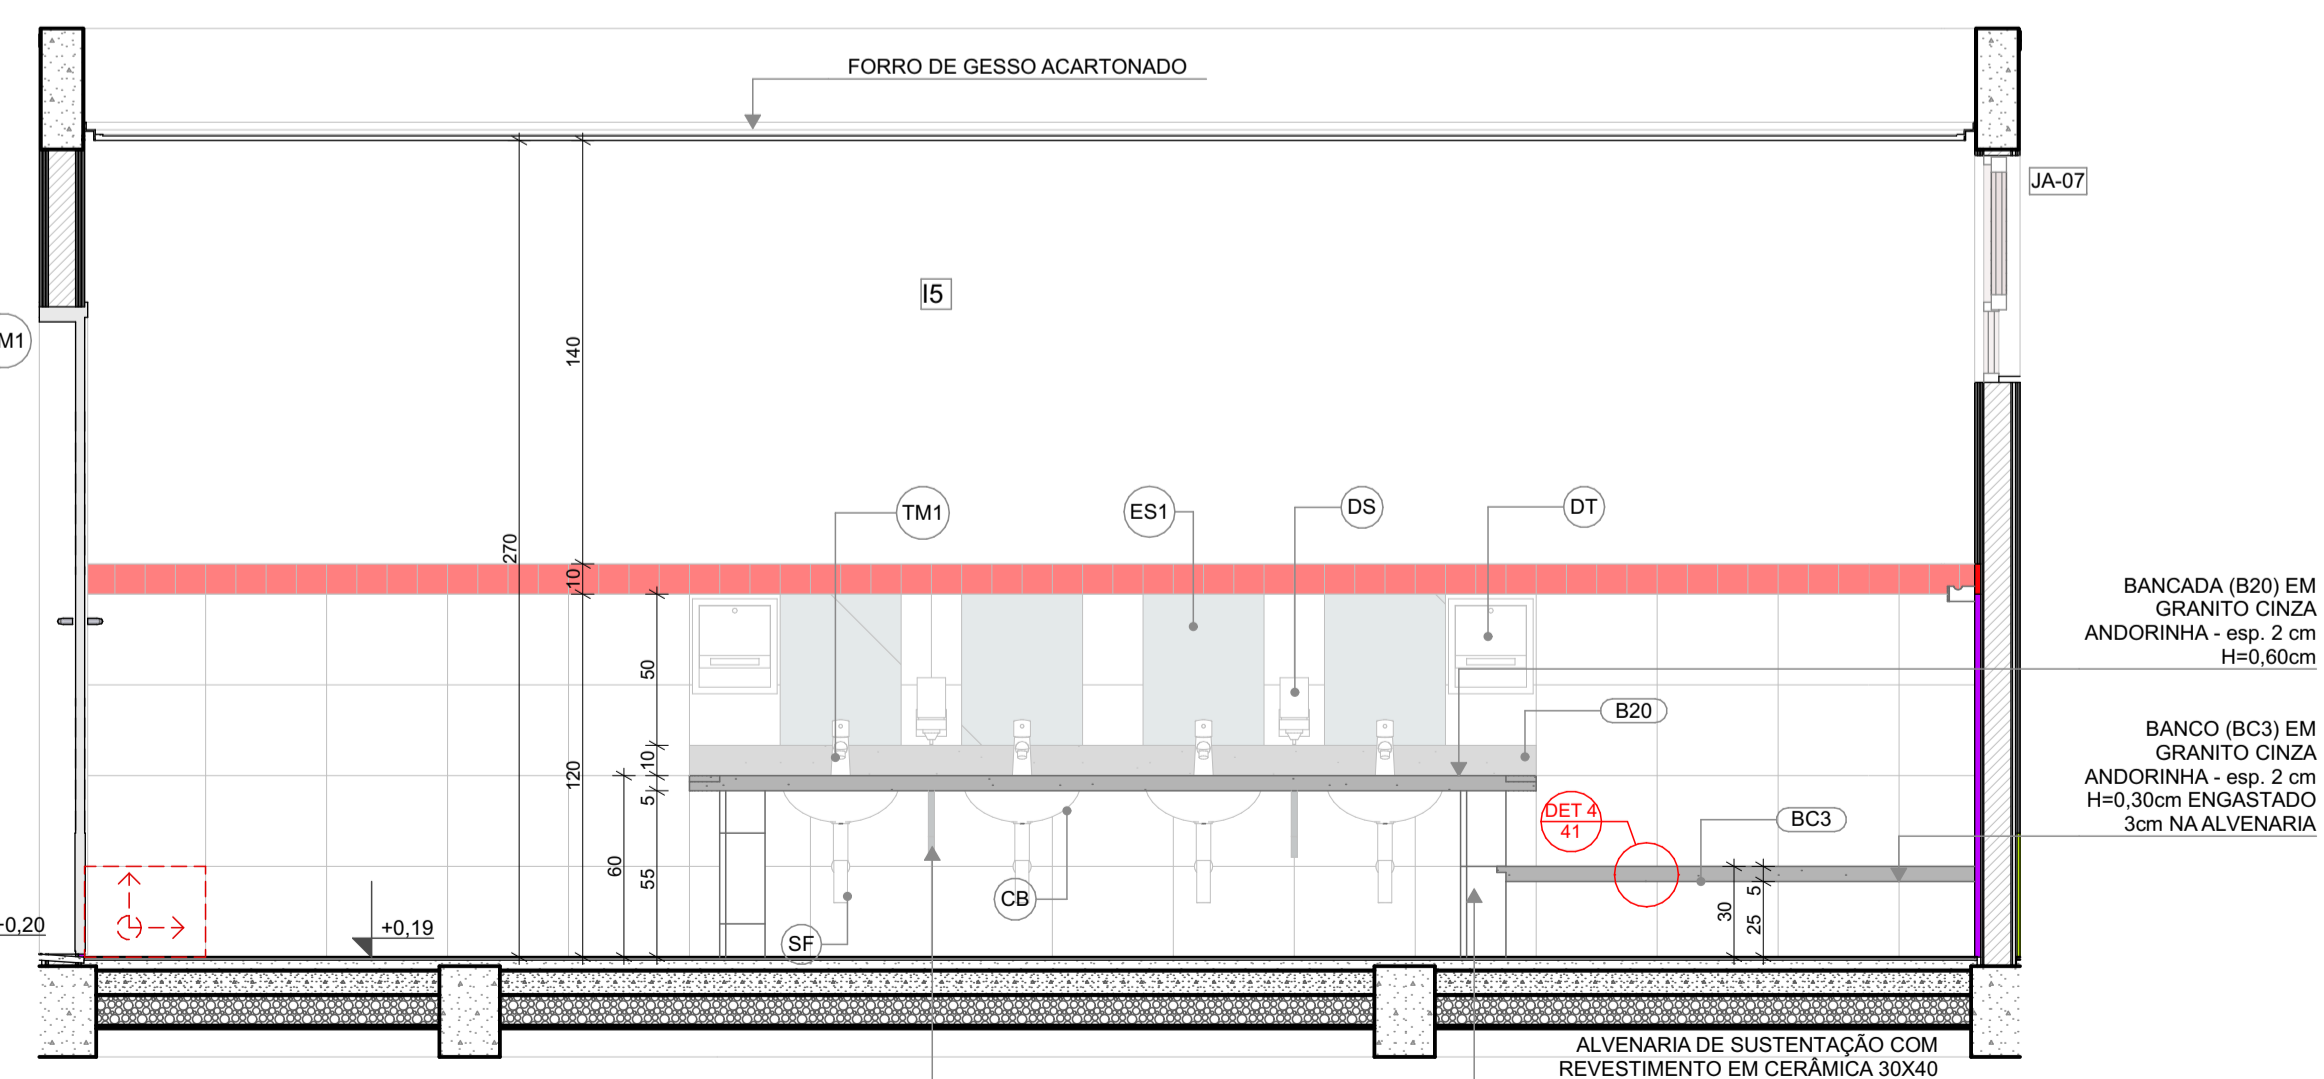 FORRO DE GESSO ACARTONADO
JA-07
I5
M1
140
TM1
ES1
DS
DT
270
10
BANCADA (B20) EM
GRANITO CINZA
ANDORINHA - esp. 2 cm
H=0,60cm
50
B20
BANCO (BC3) EM
GRANITO CINZA
ANDORINHA - esp. 2 cm
H=0,30cm ENGASTADO
3cm NA ALVENARIA
10
120
5
DET 4
41
BC3
60
55
CB
5
30
25
+0,20
+0,19
SF
ALVENARIA DE SUSTENTAÇÃO COM
REVESTIMENTO EM CERÂMICA 30X40